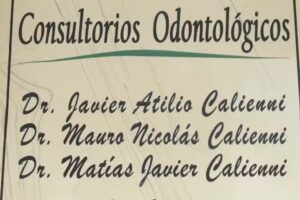 Consultorios Odontológicos
Dr. Javier Atilio Calienni
Dr. Mauro Nicolás Calienni
Dr. Matías Javier Calienni